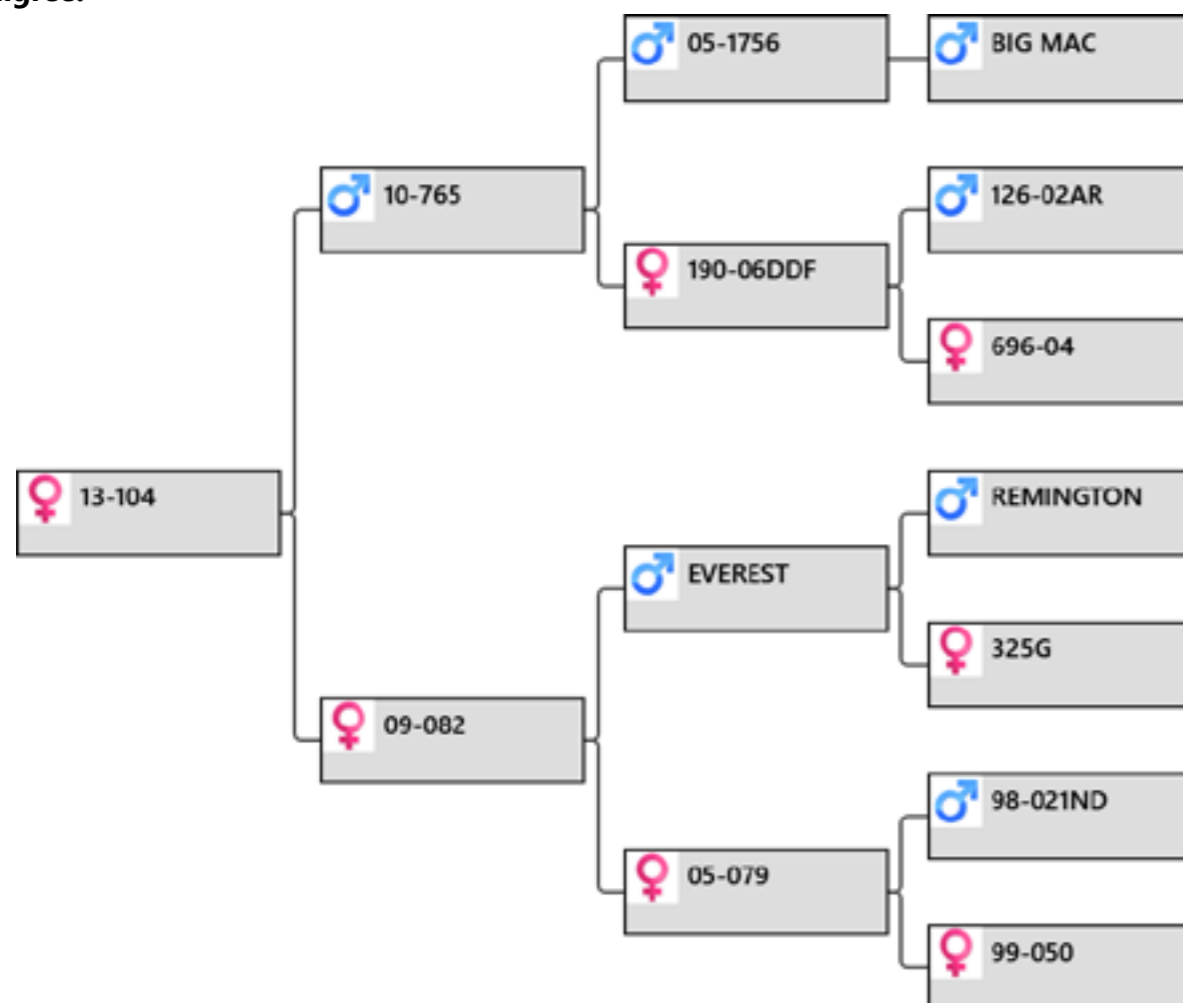 05-1756
BIG MAC
10-765
126-02AR
190-06DDF
696-04
13-104
REMINGTON
EVEREST
325G
09-082
98-021ND
05-079
99-050